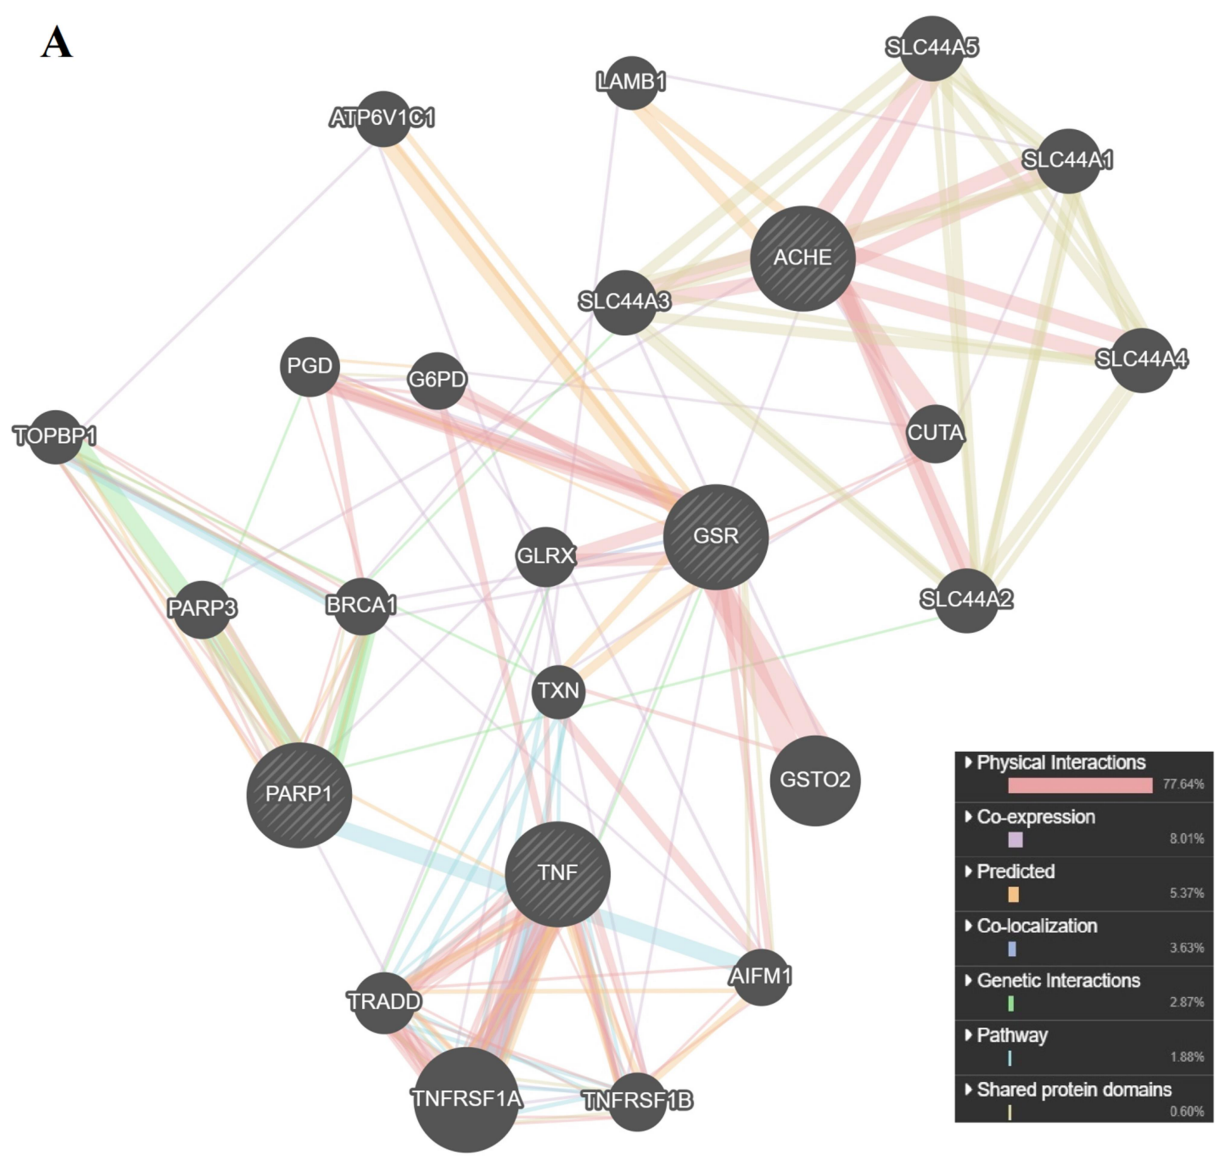 A
SLC44A5
LAMB1
ATP6V1C1
SLC44A1
ACHE
SLC44A3
SLC44A4
PGD
G6PD
TOPBP1
CUTA
GSR
GLRX
PARP3
BRCA1
SLC44A2
TXN
GSTO2
PARP1
TNF
AIFM1
TRADD
TNFRSF1A
TNFRSF1B
Physical Interactions
77.64%
Co-expression
8.01%
Predicted
5.37%
Co-localization
3.63%
Genetic Interactions
2.87%
Pathway
1.88%
Shared protein domains
0.60%